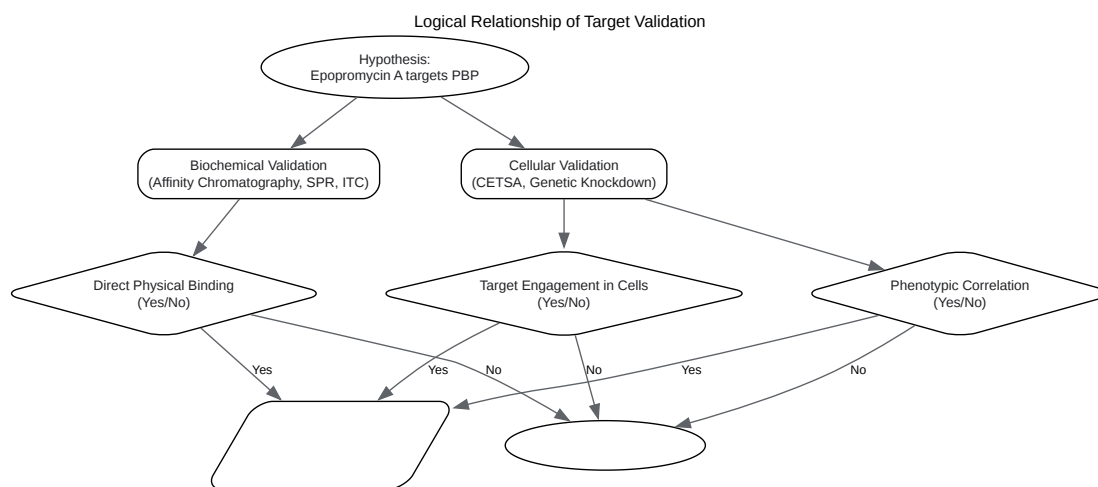 Logical Relationship of Target Validation
Hypothesis:
Epopromycin A targets PBP
Biochemical Validation
(Affinity Chromatography, SPR, ITC)
Cellular Validation
(CETSA, Genetic Knockdown)
Direct Physical Binding
(Yes/No)
Target Engagement in Cells
(Yes/No)
Phenotypic Correlation
(Yes/No)
Yes
Yes
No
No
Yes
No